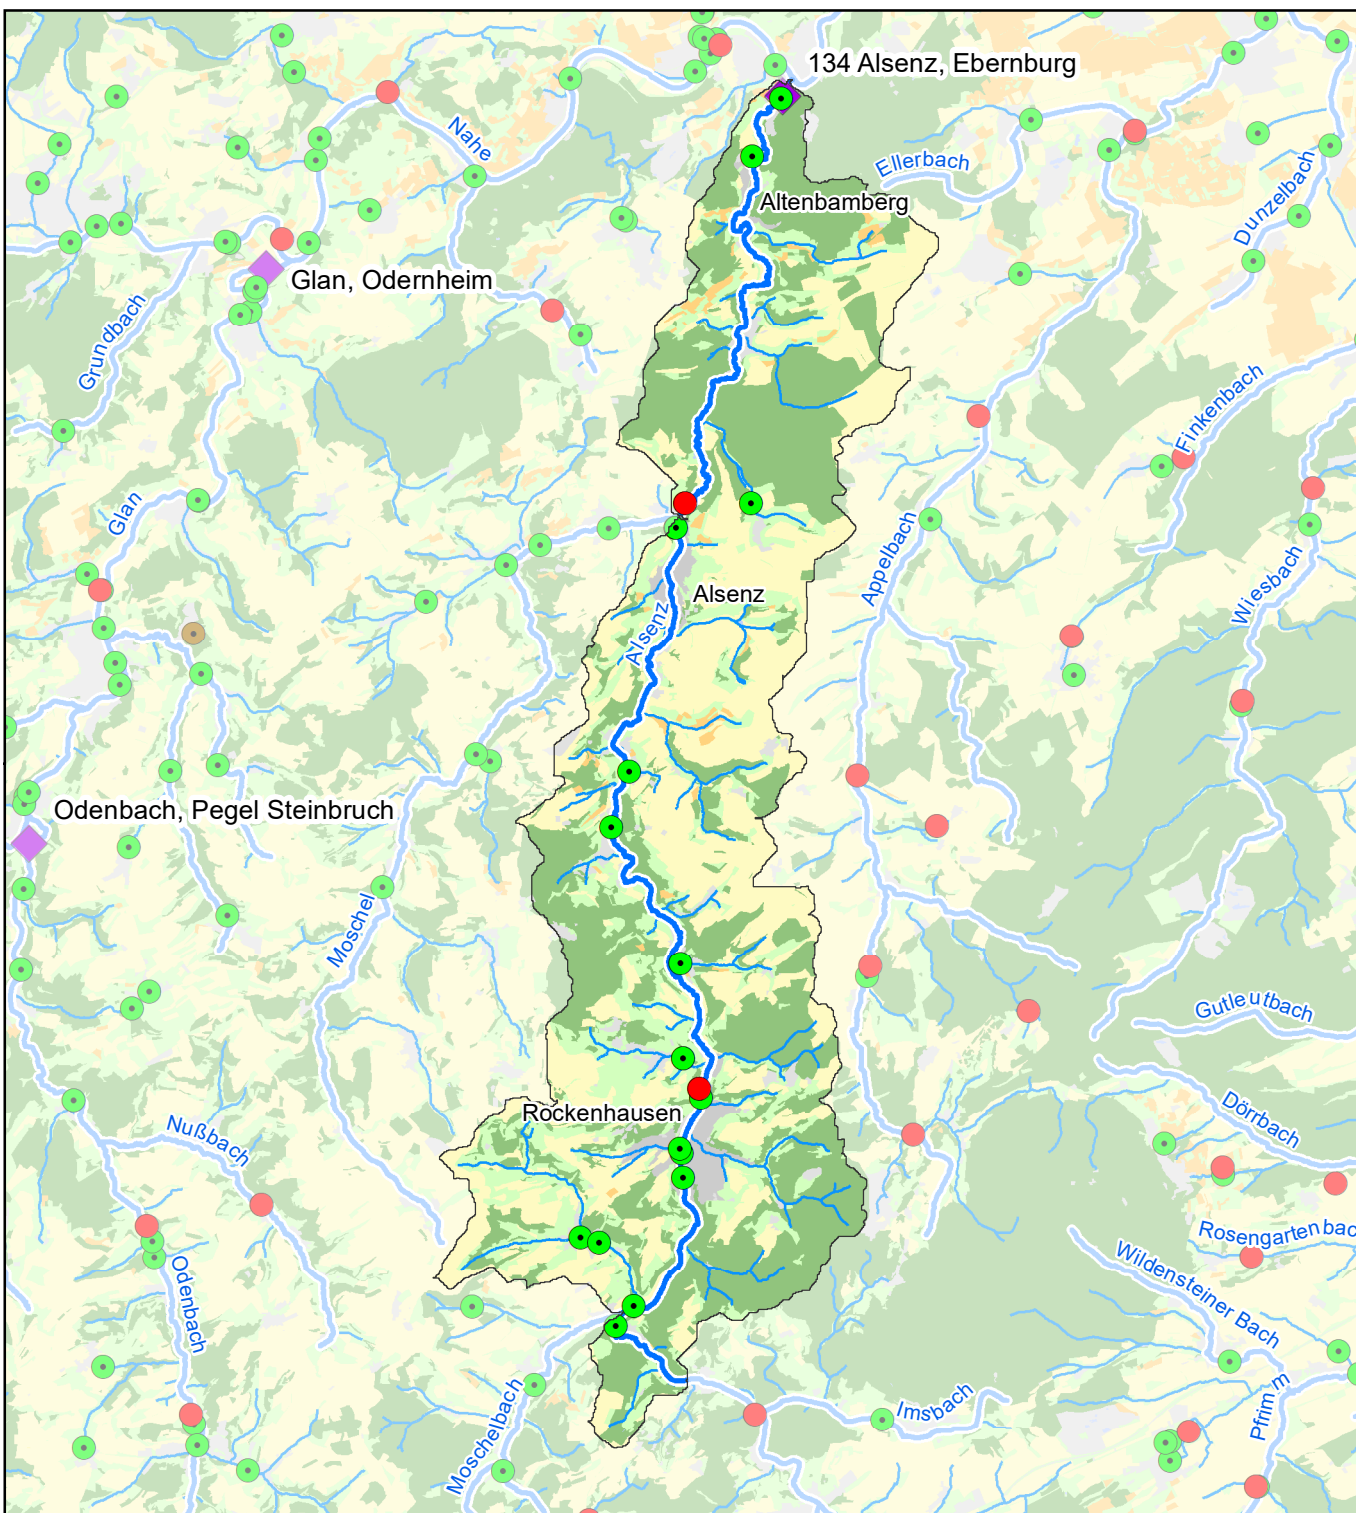 134 Alsenz, Ebernburg
Nahe
Ellerbach
Dunzelbach
Altenbamberg
Glan, Odernheim
Grundbach
Finkenbach
Glan
Appelbach
Wiesbach
Alsenz
Alsenz
Odenbach, Pegel Steinbruch
Moschel
Gutleutbach
Rockenhausen
Dörrbach
Nußbach
Rosengartenbac
Wildensteiner Bach
Odenbach
Moschelbach
Imsbach
Pfrimm